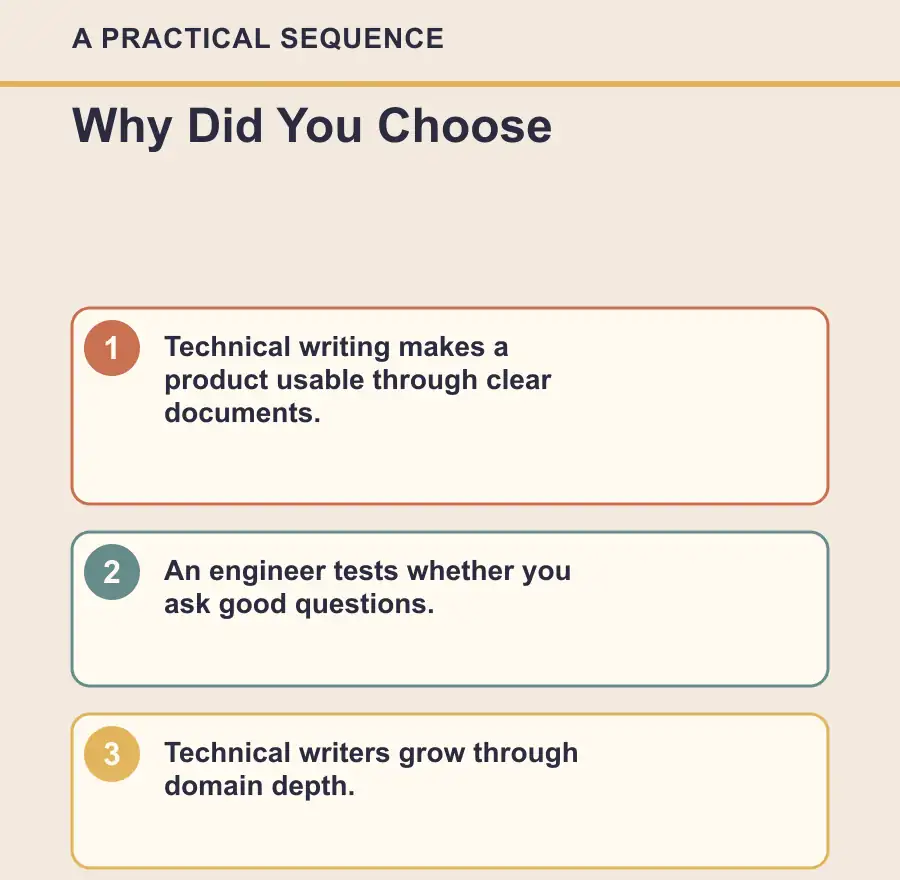 A PRACTICAL SEQUENCE
Why Did You Choose
1
Technical writing makes a
product usable through clear
documents.
2
An engineer tests whether you
ask good questions.
3
Technical writers grow through
domain depth.